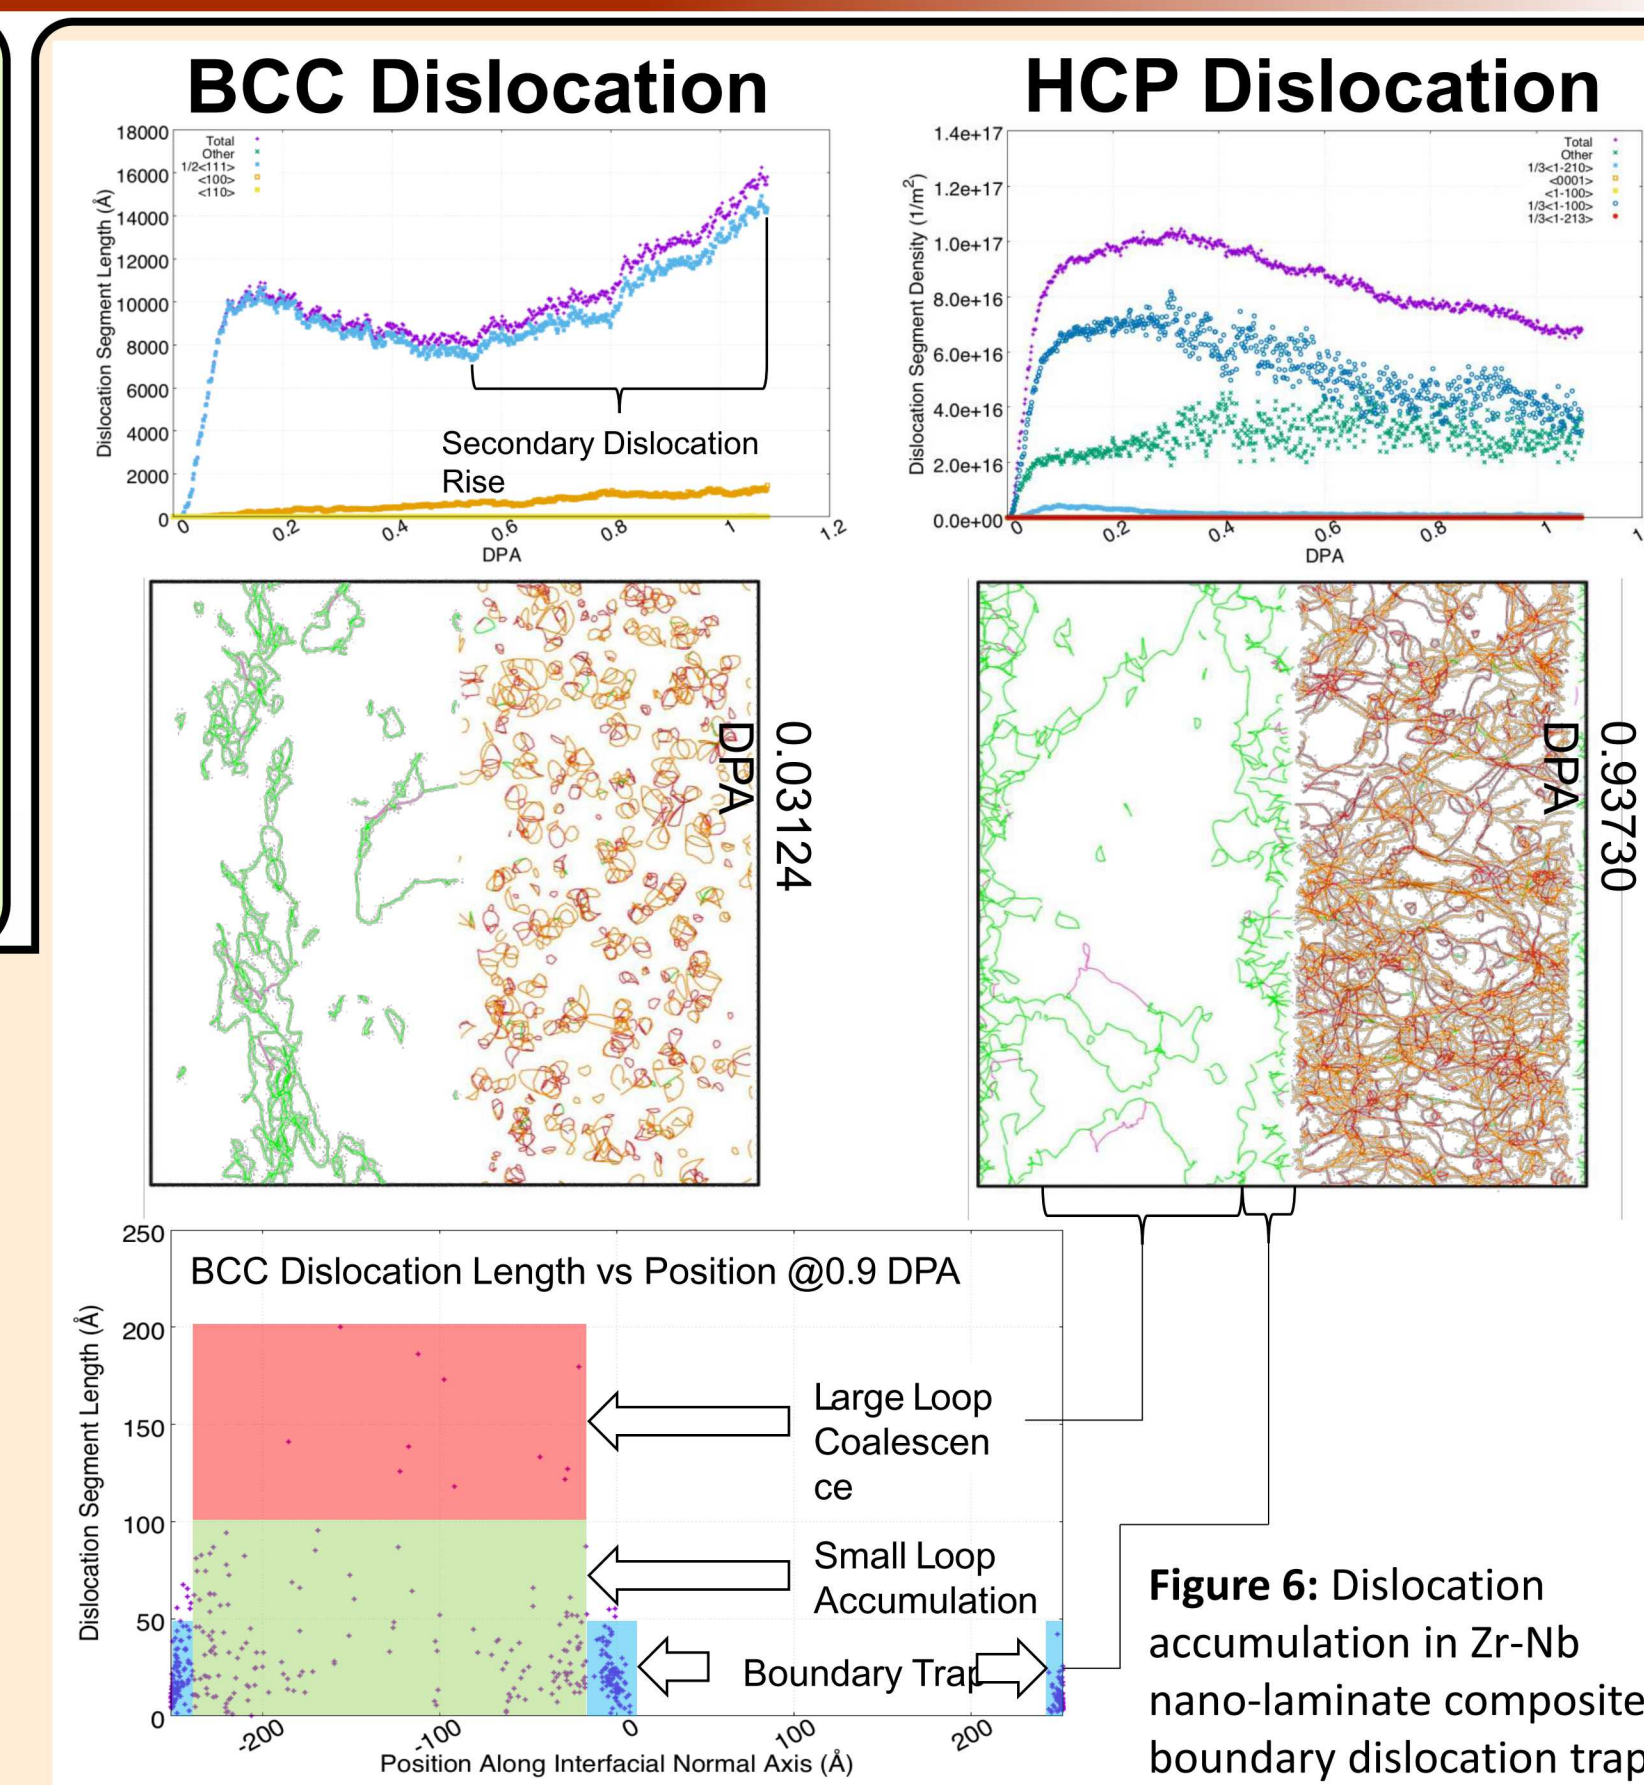 BCC Dislocation
18000
16000
14000
12000
10000
8000
6000
4000
2000
0
Dislocation Segment Length (Å)
Total
Other
1/2<111>
<100>
<110>
Secondary Dislocation
Rise
0 0.2 0.4 0.6 0.8 1 1.2
DPA
HCP Dislocation
1.4e+17
1.2e+17
1.0e+17
8.0e+16
6.0e+16
4.0e+16
2.0e+16
0.0e+00
Dislocation Segment Density (1/m²)
Total
Other
1/3<1-210>
<0001>
<1-100>
1/3<1-100>
1/3<1-213>
0 0.2 0.4 0.6 0.8 1
DPA
0.03124
DPA
0.93730
DPA
BCC Dislocation Length vs Position @0.9 DPA
250
200
150
100
50
0
Dislocation Segment Length (Å)
Large Loop
Coalescen
ce
Small Loop
Accumulation
Boundary Trap
-200 -100 0 100 200
Position Along Interfacial Normal Axis (Å)
Figure 6: Dislocation
accumulation in Zr-Nb
nano-laminate composite
boundary dislocation trap